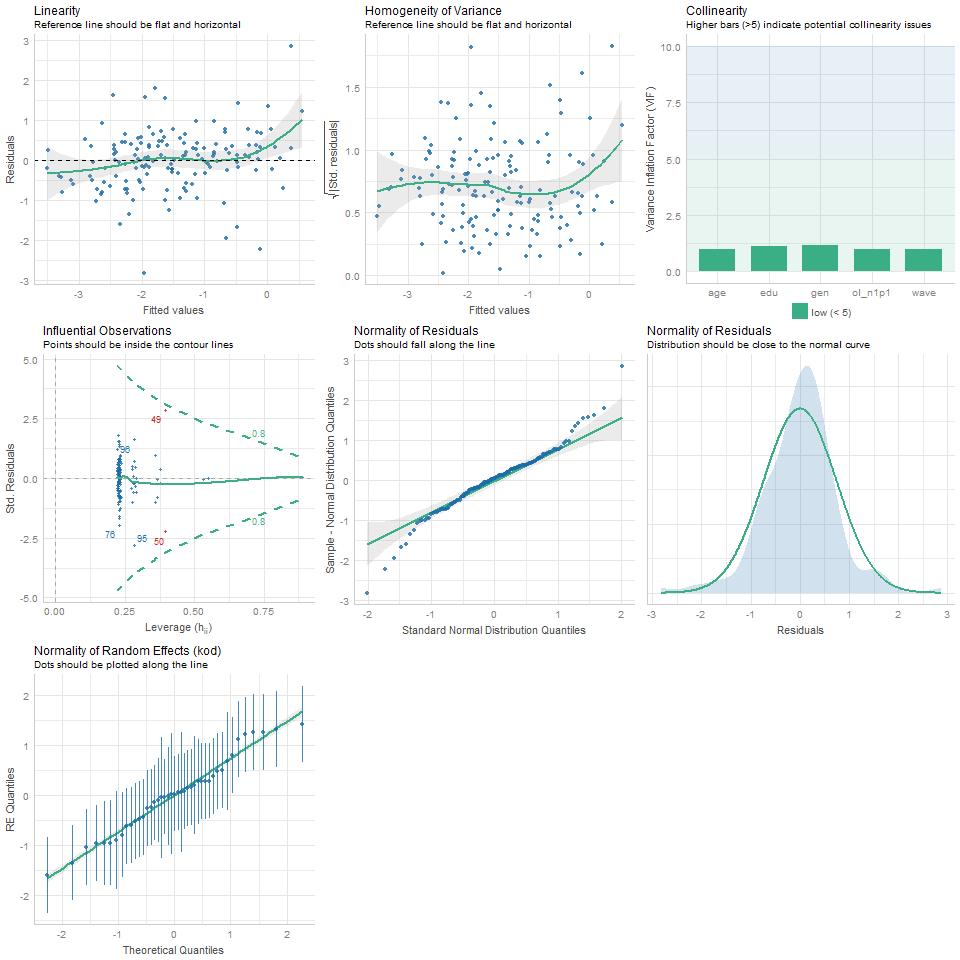 Linearity
Reference line should be flat and horizontal
Residuals
3
2
1
0
-1
-2
-3
-3
-2
-1
0
Fitted values
Homogeneity of Variance
Reference line should be flat and horizontal
√|Std. residuals|
1.5
1.0
0.5
0.0
-3
-2
-1
0
Fitted values
Collinearity
Higher bars (>5) indicate potential collinearity issues
Variance Inflation Factor (VIF)
10.0
7.5
5.0
2.5
0.0
age
edu
gen
ol_n1p1
wave
low (< 5)
Influential Observations
Points should be inside the contour lines
Std. Residuals
5.0
2.5
0.0
-2.5
-5.0
49
0.8
96
76
95
50
0.8
0.00
0.25
0.50
0.75
Leverage (hii)
Normality of Residuals
Dots should fall along the line
Sample - Normal Distribution Quantiles
3
2
1
0
-1
-2
-3
-2
-1
0
1
2
Standard Normal Distribution Quantiles
Normality of Residuals
Distribution should be close to the normal curve
-3
-2
-1
0
1
2
3
Residuals
Normality of Random Effects (kod)
Dots should be plotted along the line
RE Quantiles
2
1
0
-1
-2
-2
-1
0
1
2
Theoretical Quantiles